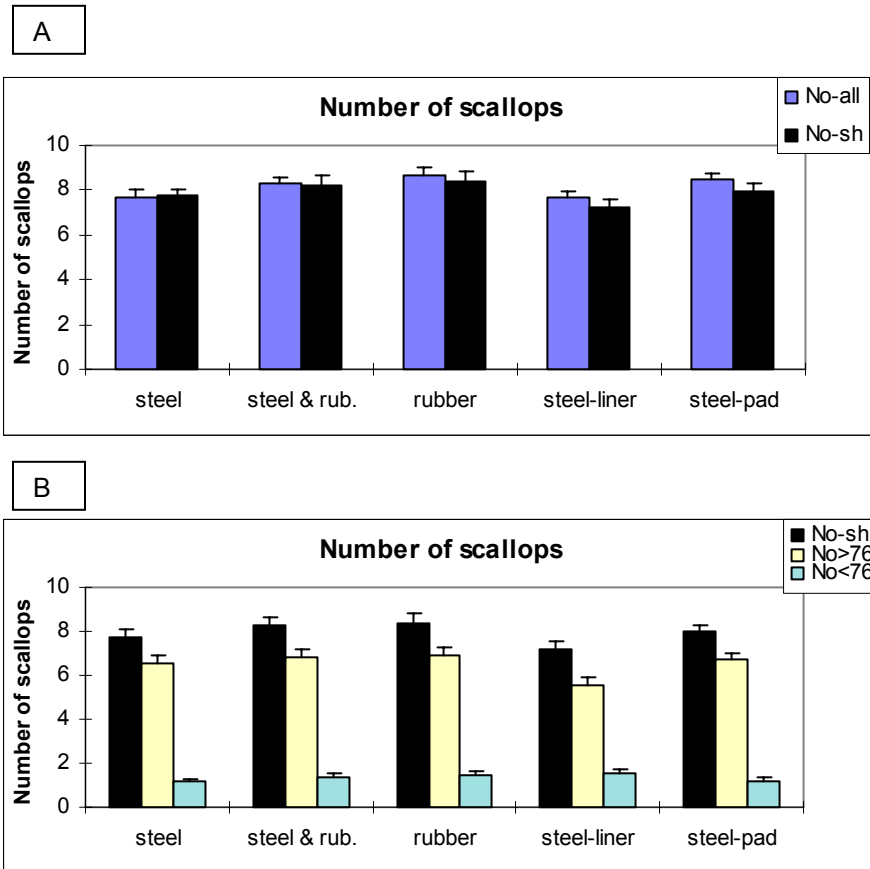 A
Number of scallops
No-all
No-sh
Number of scallops
10
8
6
4
2
0
steel
steel & rub.
rubber
steel-liner
steel-pad
B
Number of scallops
No-sh
No>76
No<76
Number of scallops
10
8
6
4
2
0
steel
steel & rub.
rubber
steel-liner
steel-pad